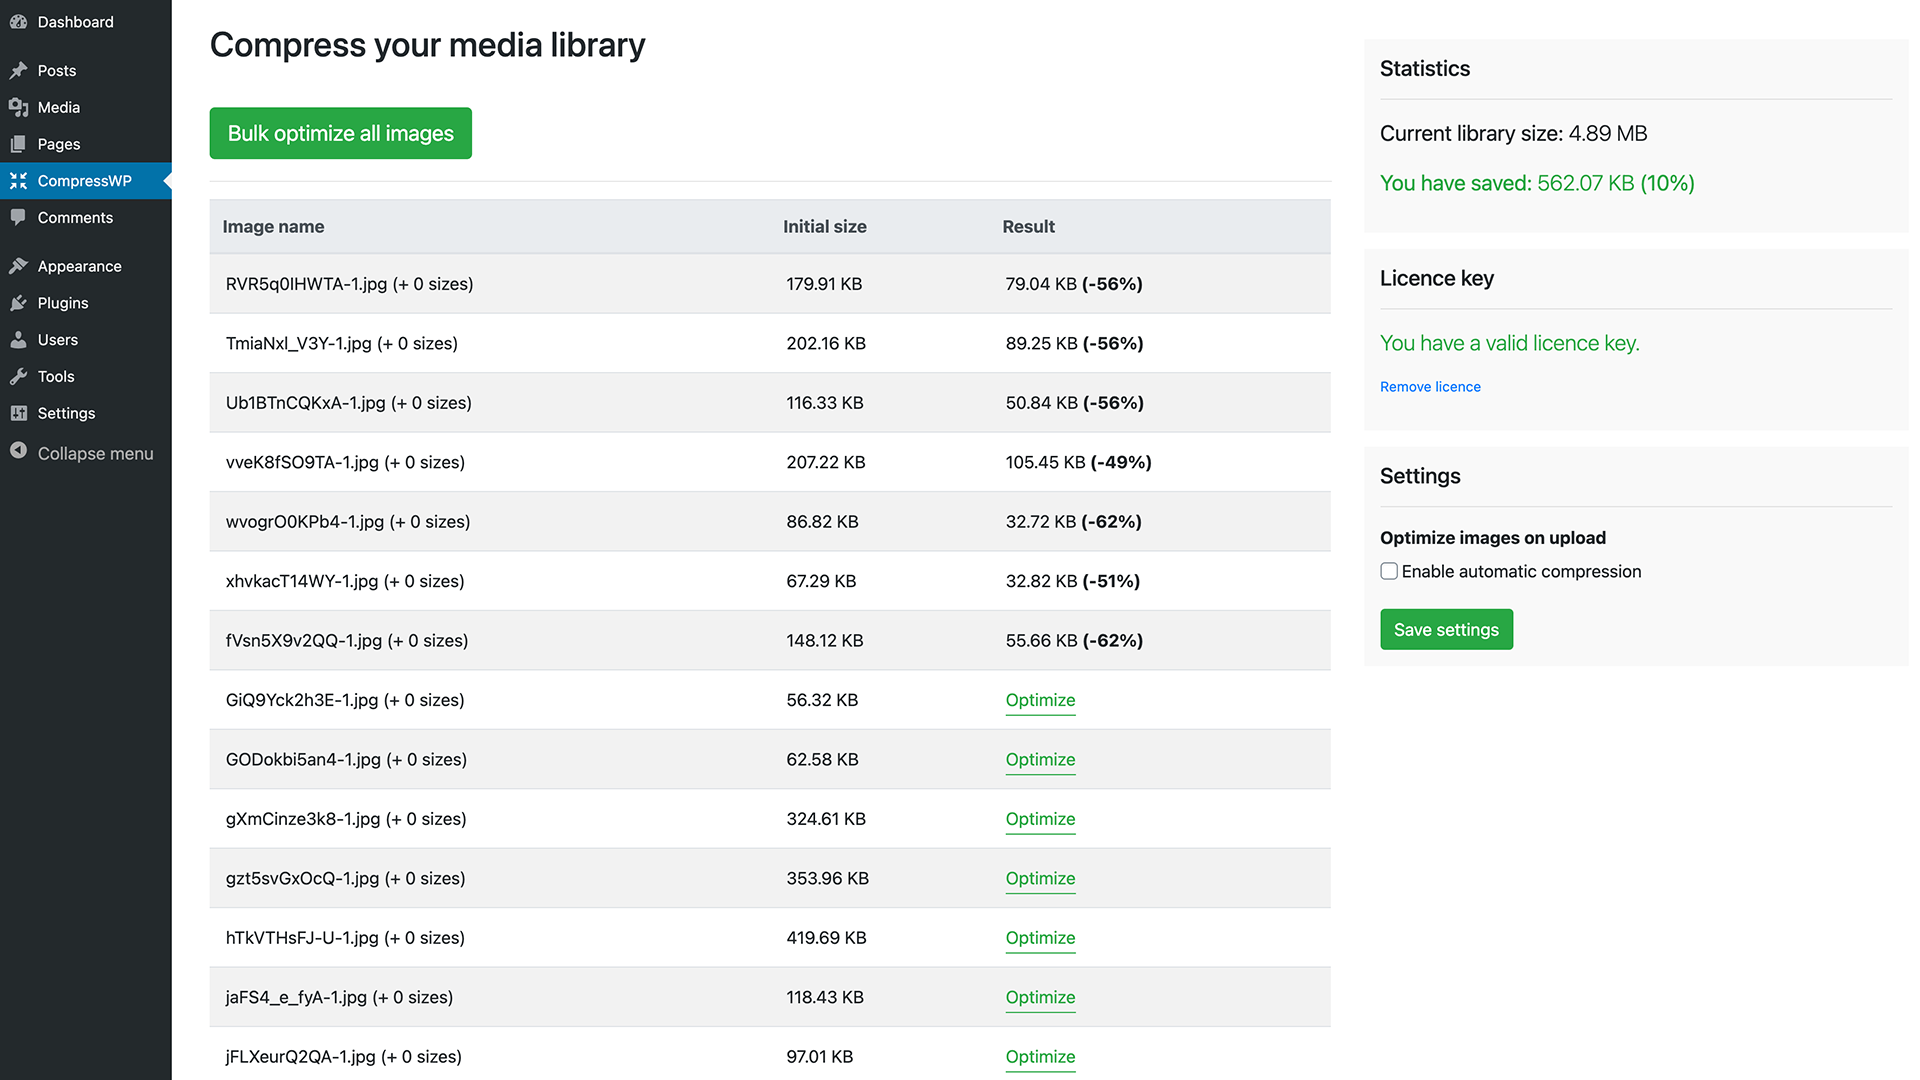 Dashboard
Posts
Media
Pages
CompressWP
Comments
Appearance
Plugins
Users
Tools
Settings
Collapse menu
Compress your media library
Bulk optimize all images
Image name Initial size Result
RVR5q0IHWTA-1.jpg (+ 0 sizes) 179.91 KB 79.04 KB (-56%)
TmiaNxl_V3Y-1.jpg (+ 0 sizes) 202.16 KB 89.25 KB (-56%)
Ub1BTnCQKxA-1.jpg (+ 0 sizes) 116.33 KB 50.84 KB (-56%)
vveK8fSO9TA-1.jpg (+ 0 sizes) 207.22 KB 105.45 KB (-49%)
wvogrO0KPb4-1.jpg (+ 0 sizes) 86.82 KB 32.72 KB (-62%)
xhvkacT14WY-1.jpg (+ 0 sizes) 67.29 KB 32.82 KB (-51%)
fVsn5X9v2QQ-1.jpg (+ 0 sizes) 148.12 KB 55.66 KB (-62%)
GiQ9Yck2h3E-1.jpg (+ 0 sizes) 56.32 KB Optimize
GODokbi5an4-1.jpg (+ 0 sizes) 62.58 KB Optimize
gXmCinze3k8-1.jpg (+ 0 sizes) 324.61 KB Optimize
gzt5svGxOcQ-1.jpg (+ 0 sizes) 353.96 KB Optimize
hTkVTHsFJ-U-1.jpg (+ 0 sizes) 419.69 KB Optimize
jaFS4_e_fyA-1.jpg (+ 0 sizes) 118.43 KB Optimize
jFLXeurQ2QA-1.jpg (+ 0 sizes) 97.01 KB Optimize
Statistics
Current library size: 4.89 MB
You have saved: 562.07 KB (10%)
Licence key
You have a valid licence key.
Remove licence
Settings
Optimize images on upload
Enable automatic compression
Save settings